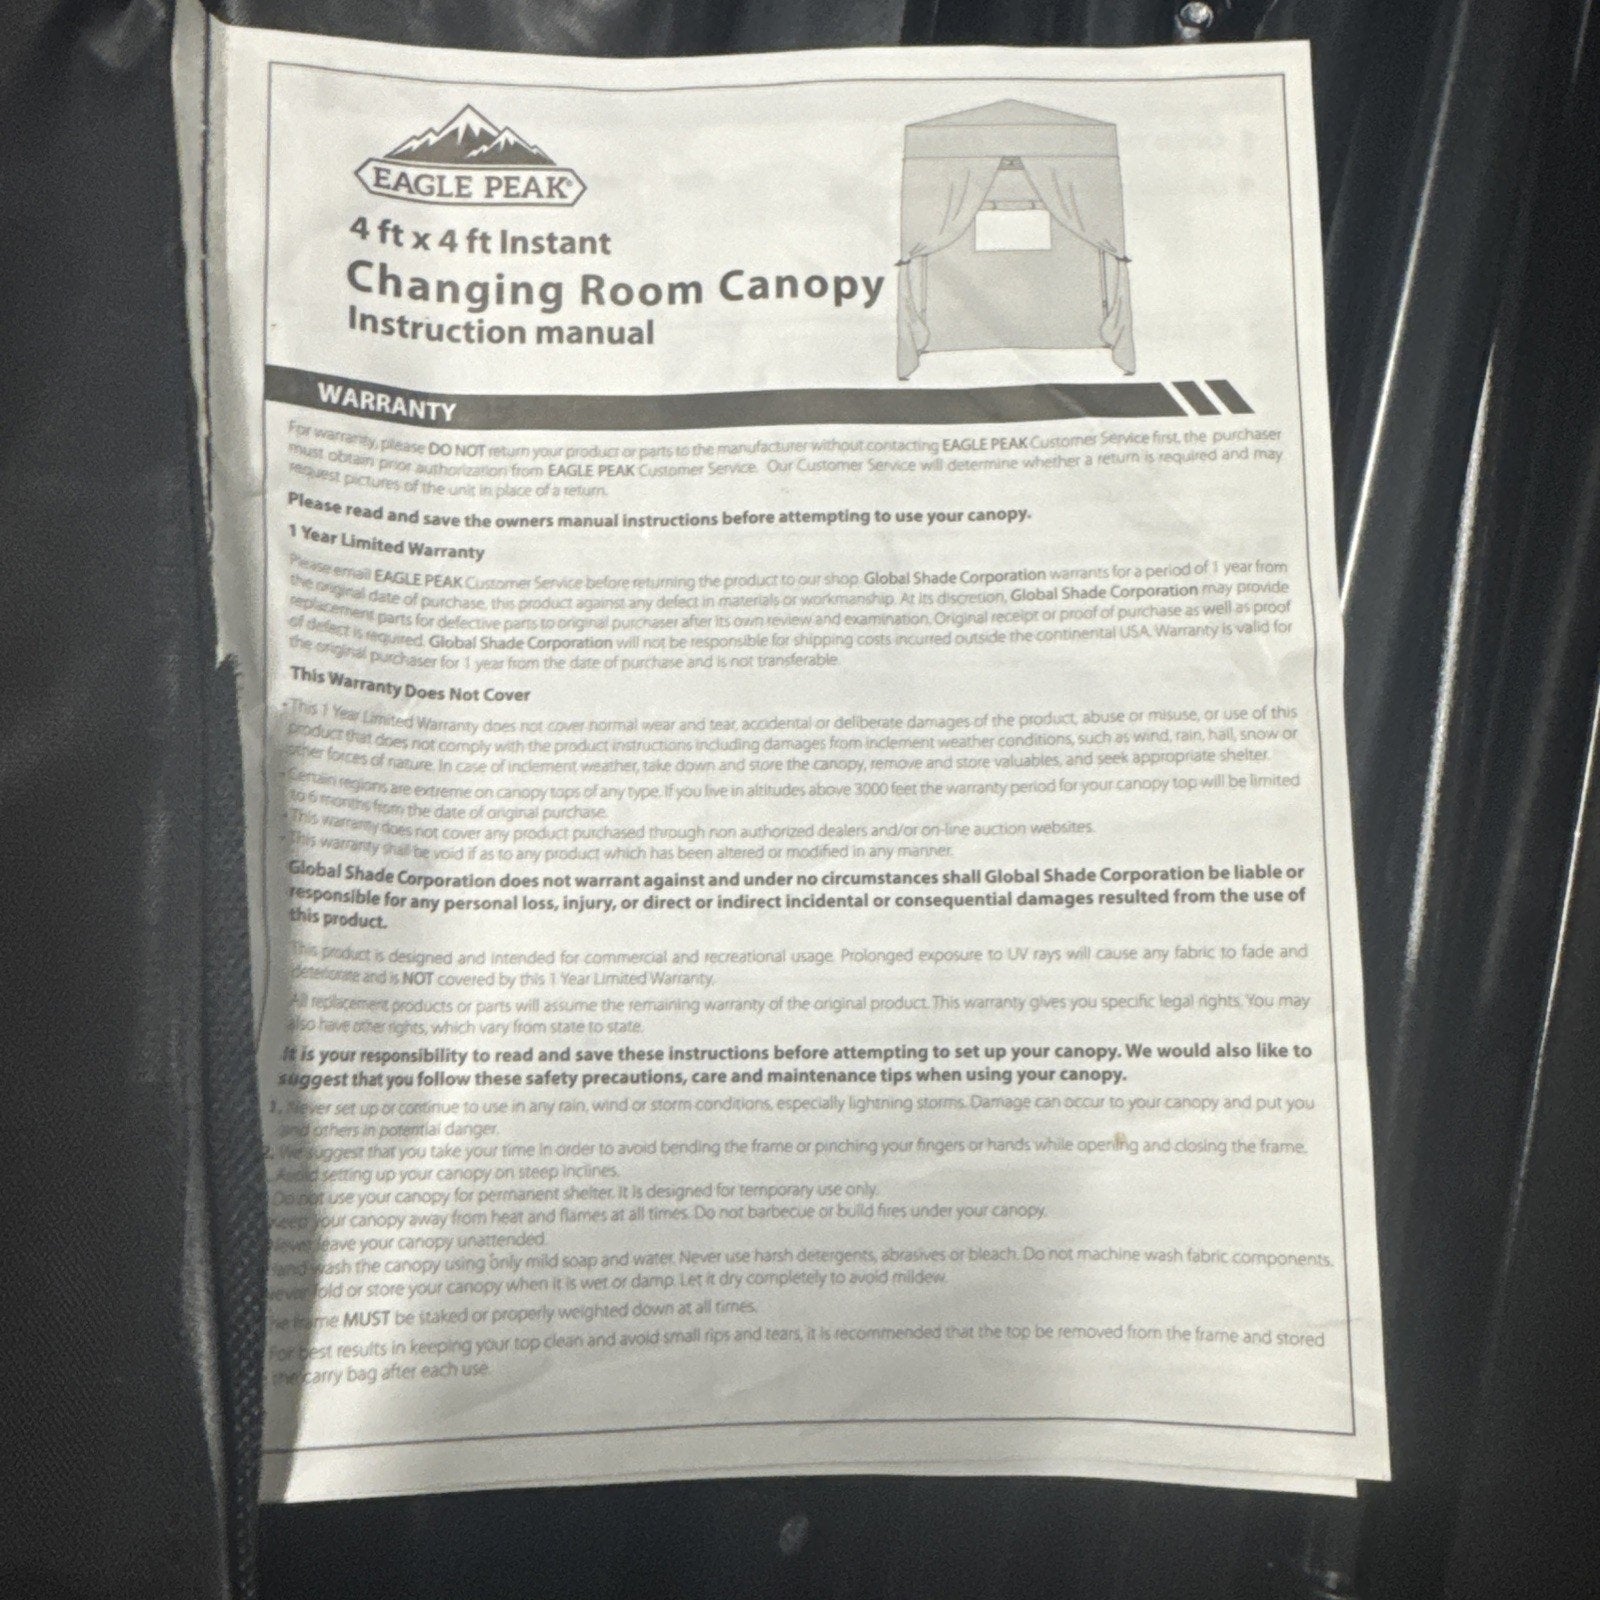 EAGLE PEAK®
4 ft x 4 ft Instant
Changing Room Canopy
Instruction manual
WARRANTY
For warranty, please DO NOT return your product or parts to the manufacturer without contacting EAGLE PEAK Customer Service first, the purchaser
must obtain prior authorization from EAGLE PEAK Customer Service. Our Customer Service will determine whether a return is required and may
request pictures of the unit in place of a return.
Please read and save the owners manual instructions before attempting to use your canopy.
1 Year Limited Warranty
Please email EAGLE PEAK Customer Service before returning the product to our shop. Global Shade Corporation warrants for a period of 1 year from
the original date of purchase, this product against any defect in materials or workmanship. At its discretion, Global Shade Corporation may provide
replacement parts for defective parts to original purchaser after its own review and examination. Original receipt or proof of purchase as well as proof
of defect is required. Global Shade Corporation will not be responsible for shipping costs incurred outside the continental USA. Warranty is valid for
the original purchaser for 1 year from the date of purchase and is not transferable.
This Warranty Does Not Cover
• This 1 Year Limited Warranty does not cover normal wear and tear, accidental or deliberate damages of the product, abuse or misuse, or use of this
product that does not comply with the product instructions including damages from inclement weather conditions, such as wind, rain, hail, snow or
other forces of nature. In case of inclement weather, take down and store the canopy, remove and store valuables, and seek appropriate shelter.
• Certain regions are extreme on canopy tops of any type. If you live in altitudes above 3000 feet the warranty period for your canopy top will be limited
to 6 months from the date of original purchase.
• This warranty does not cover any product purchased through non authorized dealers and/or on-line auction websites.
• This warranty shall be void if as to any product which has been altered or modified in any manner.
Global Shade Corporation does not warrant against and under no circumstances shall Global Shade Corporation be liable or
responsible for any personal loss, injury, or direct or indirect incidental or consequential damages resulted from the use of
this product.
This product is designed and intended for commercial and recreational usage. Prolonged exposure to UV rays will cause any fabric to fade and
deteriorate and is NOT covered by this 1 Year Limited Warranty.
All replacement products or parts will assume the remaining warranty of the original product. This warranty gives you specific legal rights. You may
also have other rights, which vary from state to state.
It is your responsibility to read and save these instructions before attempting to set up your canopy. We would also like to
suggest that you follow these safety precautions, care and maintenance tips when using your canopy.
1. Never set up or continue to use in any rain, wind or storm conditions, especially lightning storms. Damage can occur to your canopy and put you
and others in potential danger.
2. We suggest that you take your time in order to avoid bending the frame or pinching your fingers or hands while opening and closing the frame.
Avoid setting up your canopy on steep inclines.
Do not use your canopy for permanent shelter. It is designed for temporary use only.
Keep your canopy away from heat and flames at all times. Do not barbecue or build fires under your canopy.
Never leave your canopy unattended.
Hand wash the canopy using only mild soap and water. Never use harsh detergents, abrasives or bleach. Do not machine wash fabric components.
Never fold or store your canopy when it is wet or damp. Let it dry completely to avoid mildew.
The frame MUST be staked or properly weighted down at all times.
For best results in keeping your top clean and avoid small rips and tears, it is recommended that the top be removed from the frame and stored
the carry bag after each use.